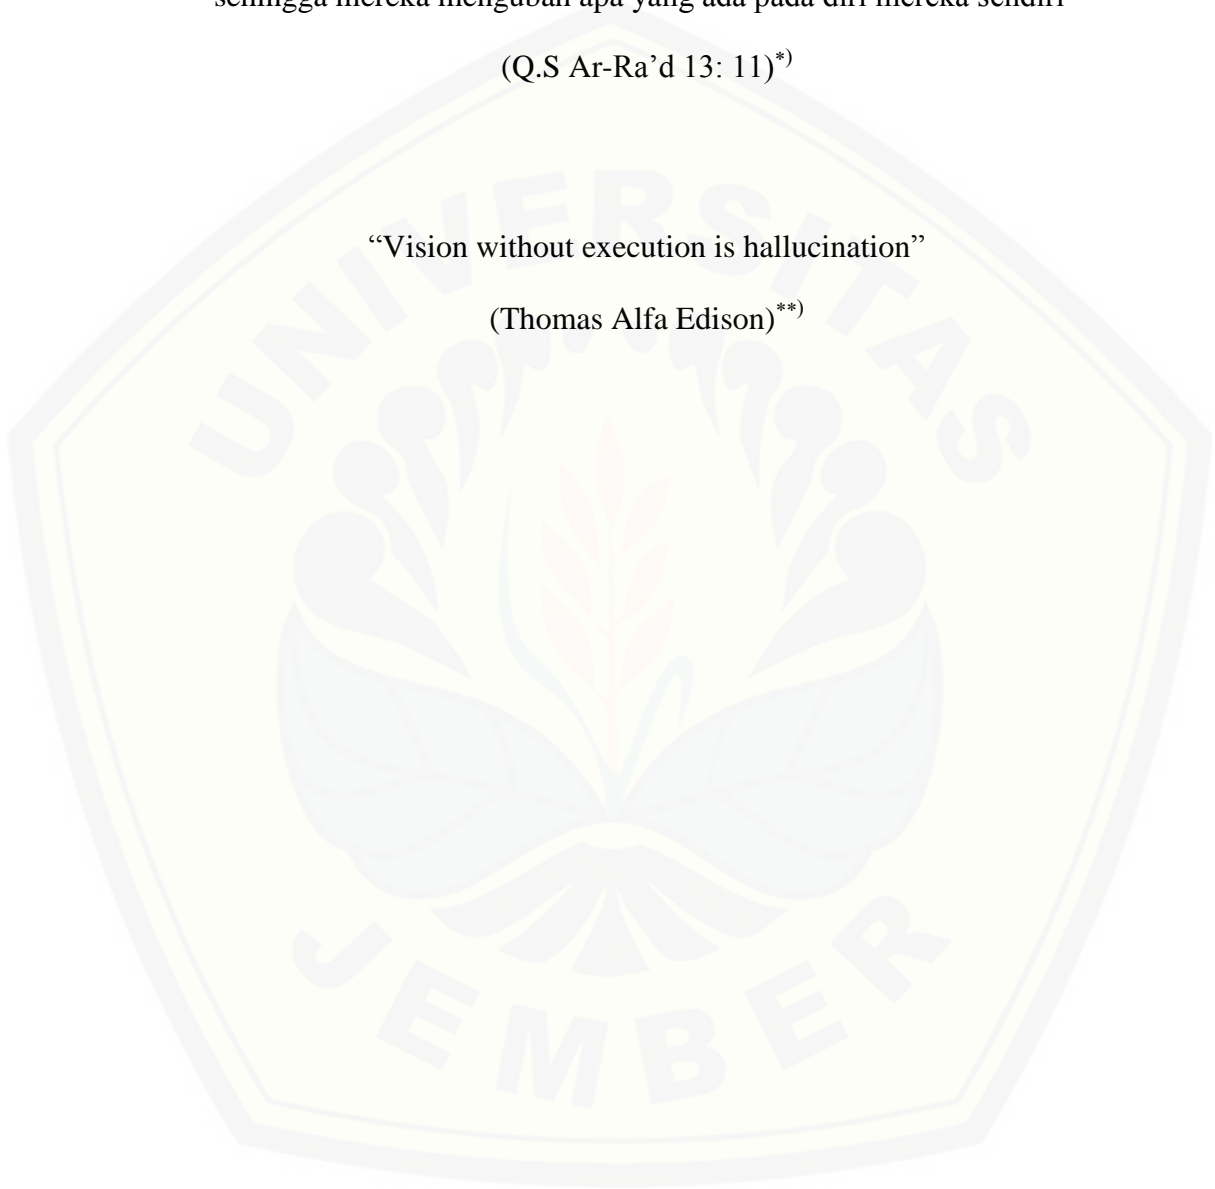 sehingga mereka mengubah apa yang ada pada diri mereka sendiri”
(Q.S Ar-Ra’d 13: 11)*)
“Vision without execution is hallucination”
(Thomas Alfa Edison)**)
UNIVERSITAS
JEMBER